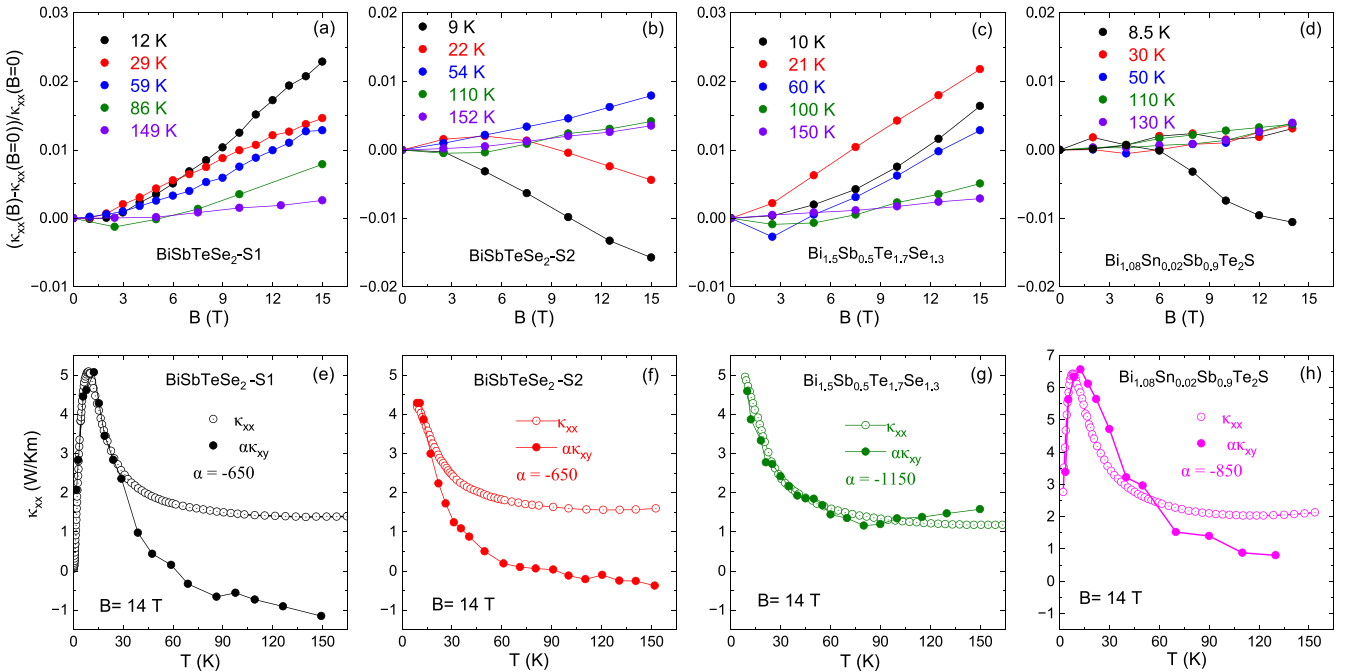 (κxx(B)-κxx(B=0))/κxx(B=0)
0.03
0.02
0.01
0.00
−0.01
(a)
12 K
29 K
59 K
86 K
149 K
BiSbTeSe2-S1
0 3 6 9 12 15
B (T)
0.02
0.01
0.00
−0.01
−0.02
(b)
9 K
22 K
54 K
110 K
152 K
BiSbTeSe2-S2
0 3 6 9 12 15
B (T)
0.03
0.02
0.01
0.00
−0.01
(c)
10 K
21 K
60 K
100 K
150 K
Bi1.5Sb0.5Te1.7Se1.3
0 3 6 9 12 15
B (T)
0.02
0.01
0.00
−0.01
−0.02
(d)
8.5 K
30 K
50 K
110 K
130 K
Bi1.08Sn0.02Sb0.9Te2S
0 3 6 9 12 15
B (T)
κxx (W/Km)
5
4
3
2
1
0
−1
BiSbTeSe2-S1
(e)
κxx
ακxy
α = -650
B= 14 T
0 30 60 90 120 150
T (K)
5
4
3
2
1
0
−1
BiSbTeSe2-S2
(f)
κxx
ακxy
α = -650
B= 14 T
0 30 60 90 120 150
T (K)
5
4
3
2
1
0
−1
Bi1.5Sb0.5Te1.7Se1.3
(g)
κxx
ακxy
α = -1150
B= 14 T
0 30 60 90 120 150
T (K)
7
6
5
4
3
2
1
0
−1
Bi1.08Sn0.02Sb0.9Te2S
(h)
κxx
ακxy
α = -850
B= 14 T
0 30 60 90 120 150
T (K)